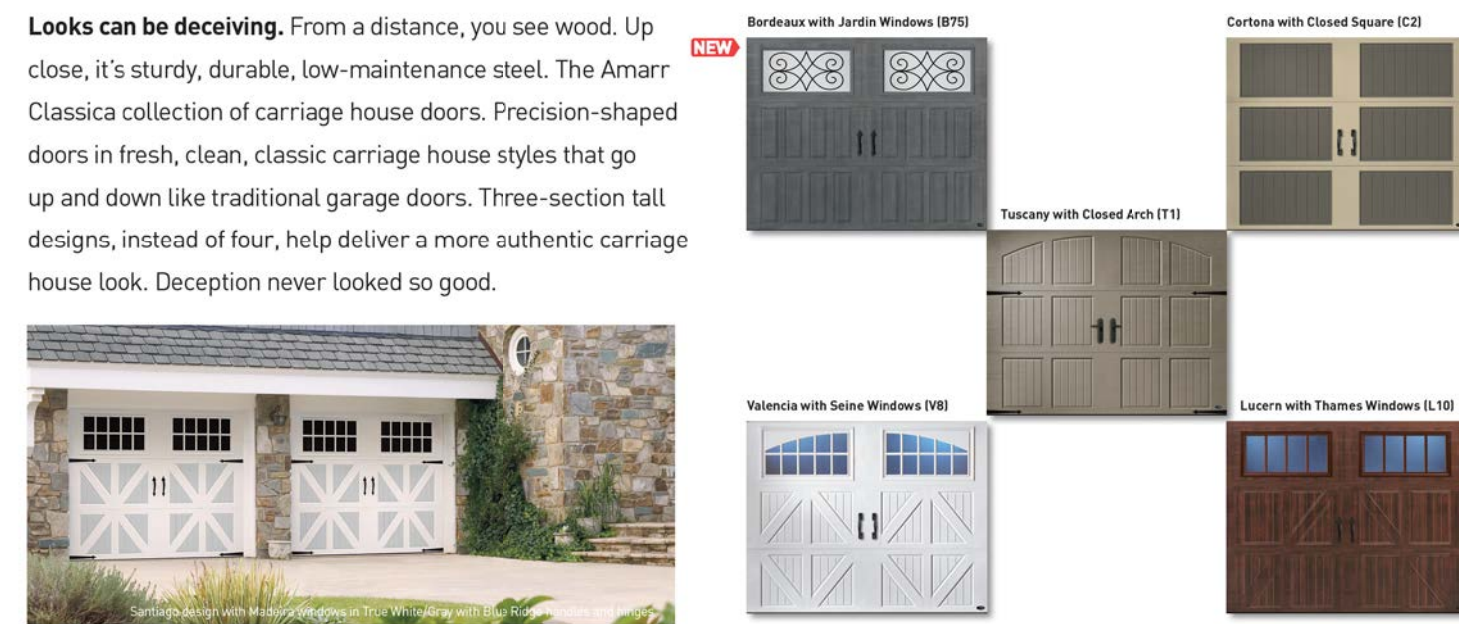 Looks can be deceiving. From a distance, you see wood. Up
close, it's sturdy, durable, low-maintenance steel. The Amarr
Classica collection of carriage house doors. Precision-shaped
doors in fresh, clean, classic carriage house styles that go
up and down like traditional garage doors. Three-section tall
designs, instead of four, help deliver a more authentic carriage
house look. Deception never looked so good.
Santiago design with Madeira windows in True White/Gray with Blue Ridge handles and hinges.
Bordeaux with Jardin Windows (B75)
NEW
Cortona with Closed Square (C2)
Tuscany with Closed Arch (T1)
Valencia with Seine Windows (V8)
Lucern with Thames Windows (L10)